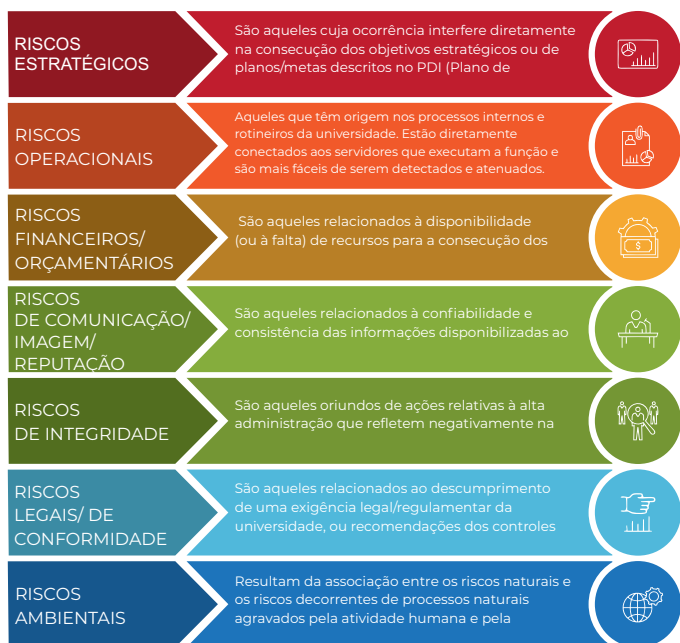 RISCOS
ESTRATÉGICOS
São aqueles cuja ocorrência interfere diretamente
na consecução dos objetivos estratégicos ou de
planos/metas descritos no PDI (Plano de
RISCOS
OPERACIONAIS
Aqueles que têm origem nos processos internos e
rotineiros da universidade. Estão diretamente
conectados aos servidores que executam a função e
são mais fáceis de serem detectados e atenuados.
RISCOS
FINANCEIROS/
ORÇAMENTÁRIOS
São aqueles relacionados à disponibilidade
(ou à falta) de recursos para a consecução dos
RISCOS
DE COMUNICAÇÃO/
IMAGEM/
REPUTAÇÃO
São aqueles relacionados à confiabilidade e
consistência das informações disponibilizadas ao
RISCOS
DE INTEGRIDADE
São aqueles oriundos de ações relativas à alta
administração que refletem negativamente na
RISCOS
LEGAIS/ DE
CONFORMIDADE
São aqueles relacionados ao descumprimento
de uma exigência legal/regulamentar da
universidade, ou recomendações dos controles
RISCOS
AMBIENTAIS
Resultam da associação entre os riscos naturais e
os riscos decorrentes de processos naturais
agravados pela atividade humana e pela